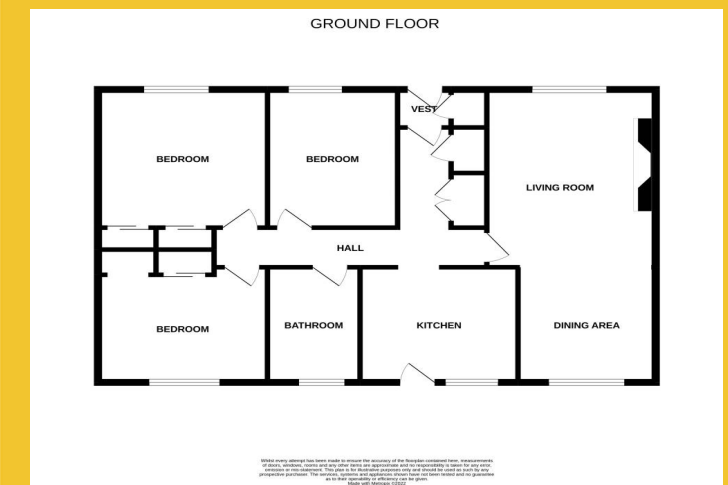 GROUND FLOOR
VEST
BEDROOM
BEDROOM
LIVING ROOM
HALL
BEDROOM
BATHROOM
KITCHEN
DINING AREA
Whilst every attempt has been made to ensure the accuracy of the floorplan contained here, measurements
of doors, windows, rooms and any other items are approximate and no responsibility is taken for any error,
omission or mis-statement. This plan is for illustrative purposes only and should be used as such by any
prospective purchaser. The services, systems and appliances shown have not been tested and no guarantee
as to their operability or efficiency can be given.
Made with Metropix ©2022